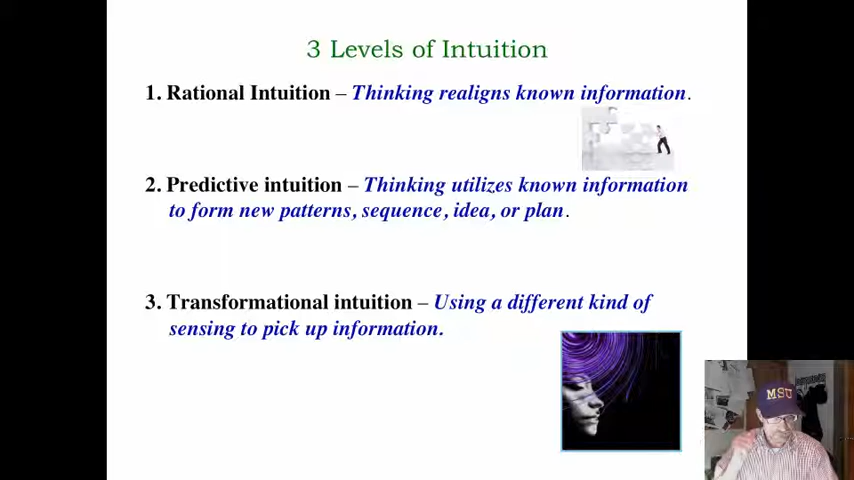 3 Levels of Intuition
1. Rational Intuition – Thinking realigns known information.
2. Predictive intuition – Thinking utilizes known information
to form new patterns, sequence, idea, or plan.
3. Transformational intuition – Using a different kind of
sensing to pick up information.
MSU